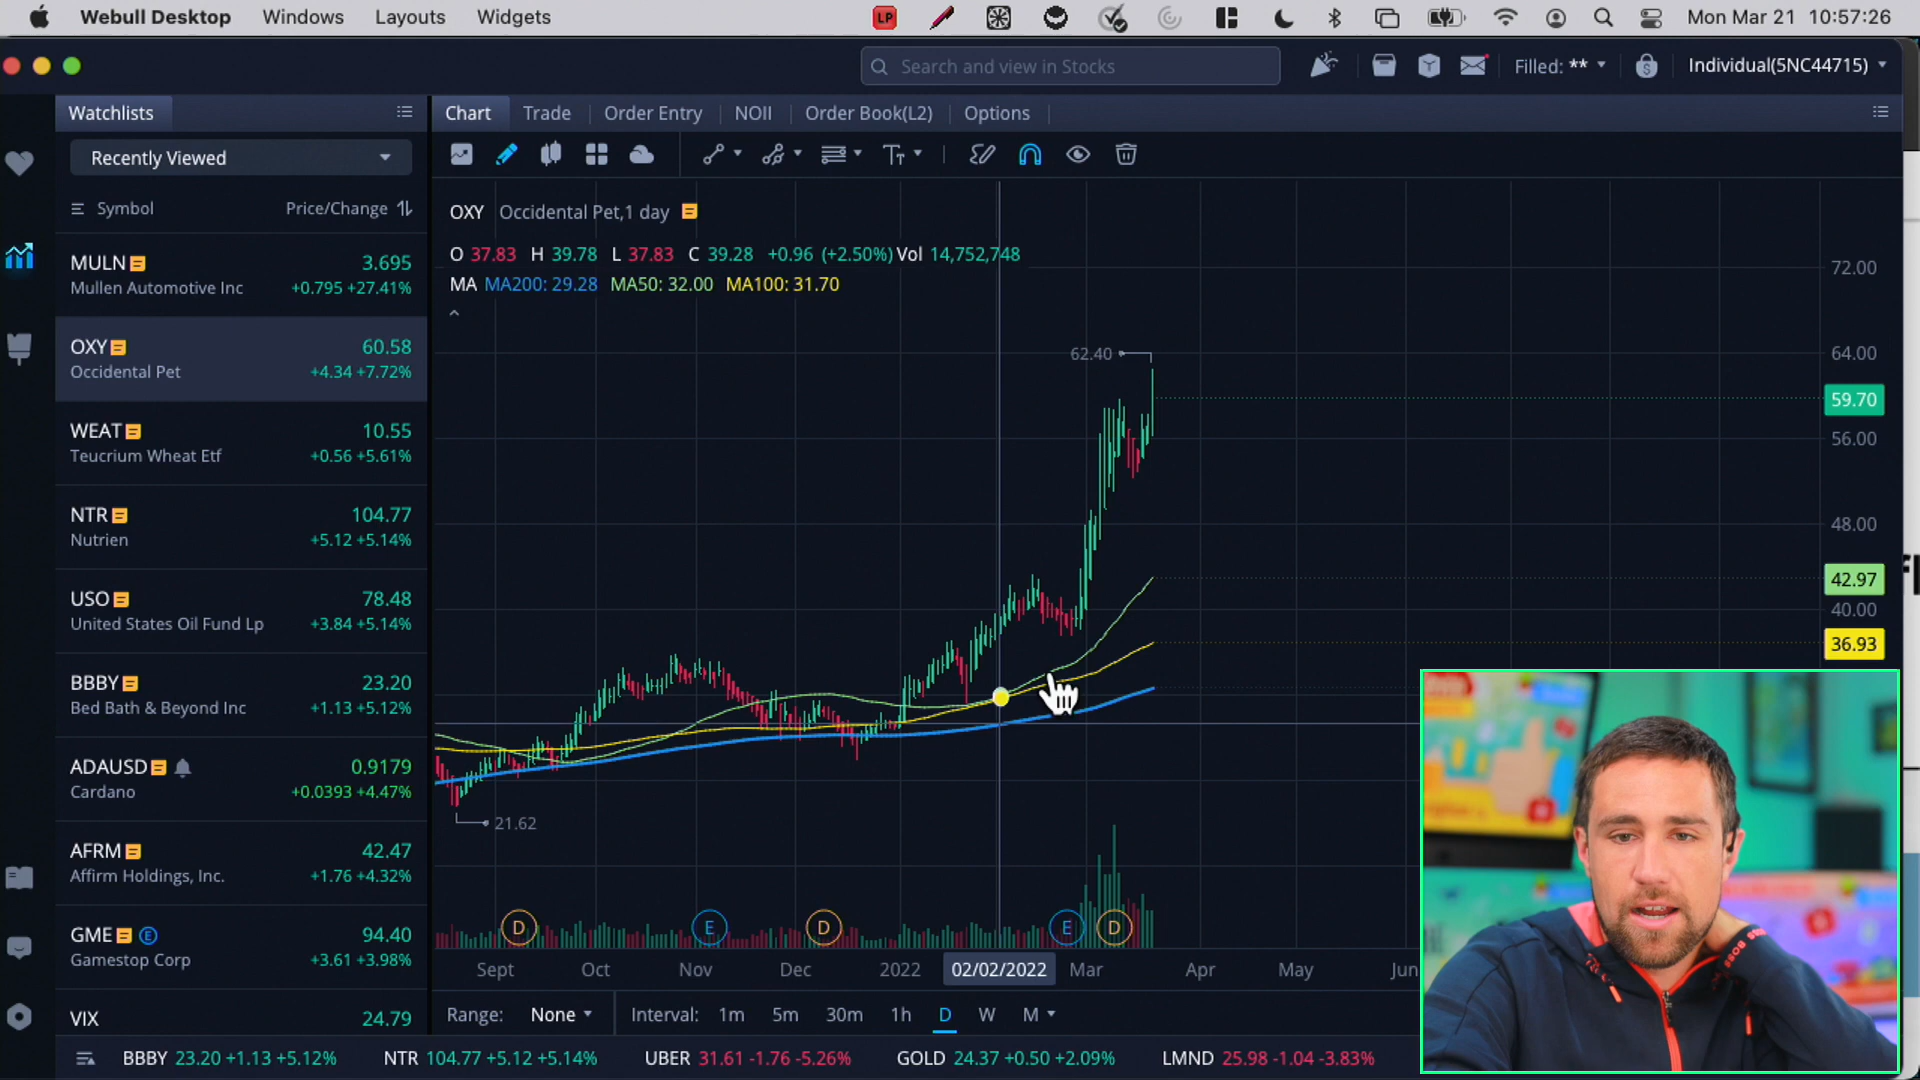 Webull Desktop Windows Layouts Widgets LP Mon Mar 21 10:57:26
Search and view in Stocks Filled: ** Individual(5NC44715)
Watchlists
Recently Viewed
Symbol Price/Change
MULN 3.695
Mullen Automotive Inc +0.795 +27.41%
OXY 60.58
Occidental Pet +4.34 +7.72%
WEAT 10.55
Teucrium Wheat Etf +0.56 +5.61%
NTR 104.77
Nutrien +5.12 +5.14%
USO 78.48
United States Oil Fund Lp +3.84 +5.14%
BBBY 23.20
Bed Bath & Beyond Inc +1.13 +5.12%
ADAUSD 0.9179
Cardano +0.0393 +4.47%
AFRM 42.47
Affirm Holdings, Inc. +1.76 +4.32%
GME E 94.40
Gamestop Corp +3.61 +3.98%
VIX 24.79
Chart Trade Order Entry NOII Order Book(L2) Options
OXY Occidental Pet,1 day
O 37.83 H 39.78 L 37.83 C 39.28 +0.96 (+2.50%) Vol 14,752,748
MA MA200: 29.28 MA50: 32.00 MA100: 31.70
72.00
62.40
64.00
59.70
56.00
48.00
42.97
40.00
36.93
21.62
D E D E D
Sept Oct Nov Dec 2022 02/02/2022 Mar Apr May Jun
Range: None Interval: 1m 5m 30m 1h D W M
BBBY 23.20 +1.13 +5.12% NTR 104.77 +5.12 +5.14% UBER 31.61 -1.76 -5.26% GOLD 24.37 +0.50 +2.09% LMND 25.98 -1.04 -3.83%